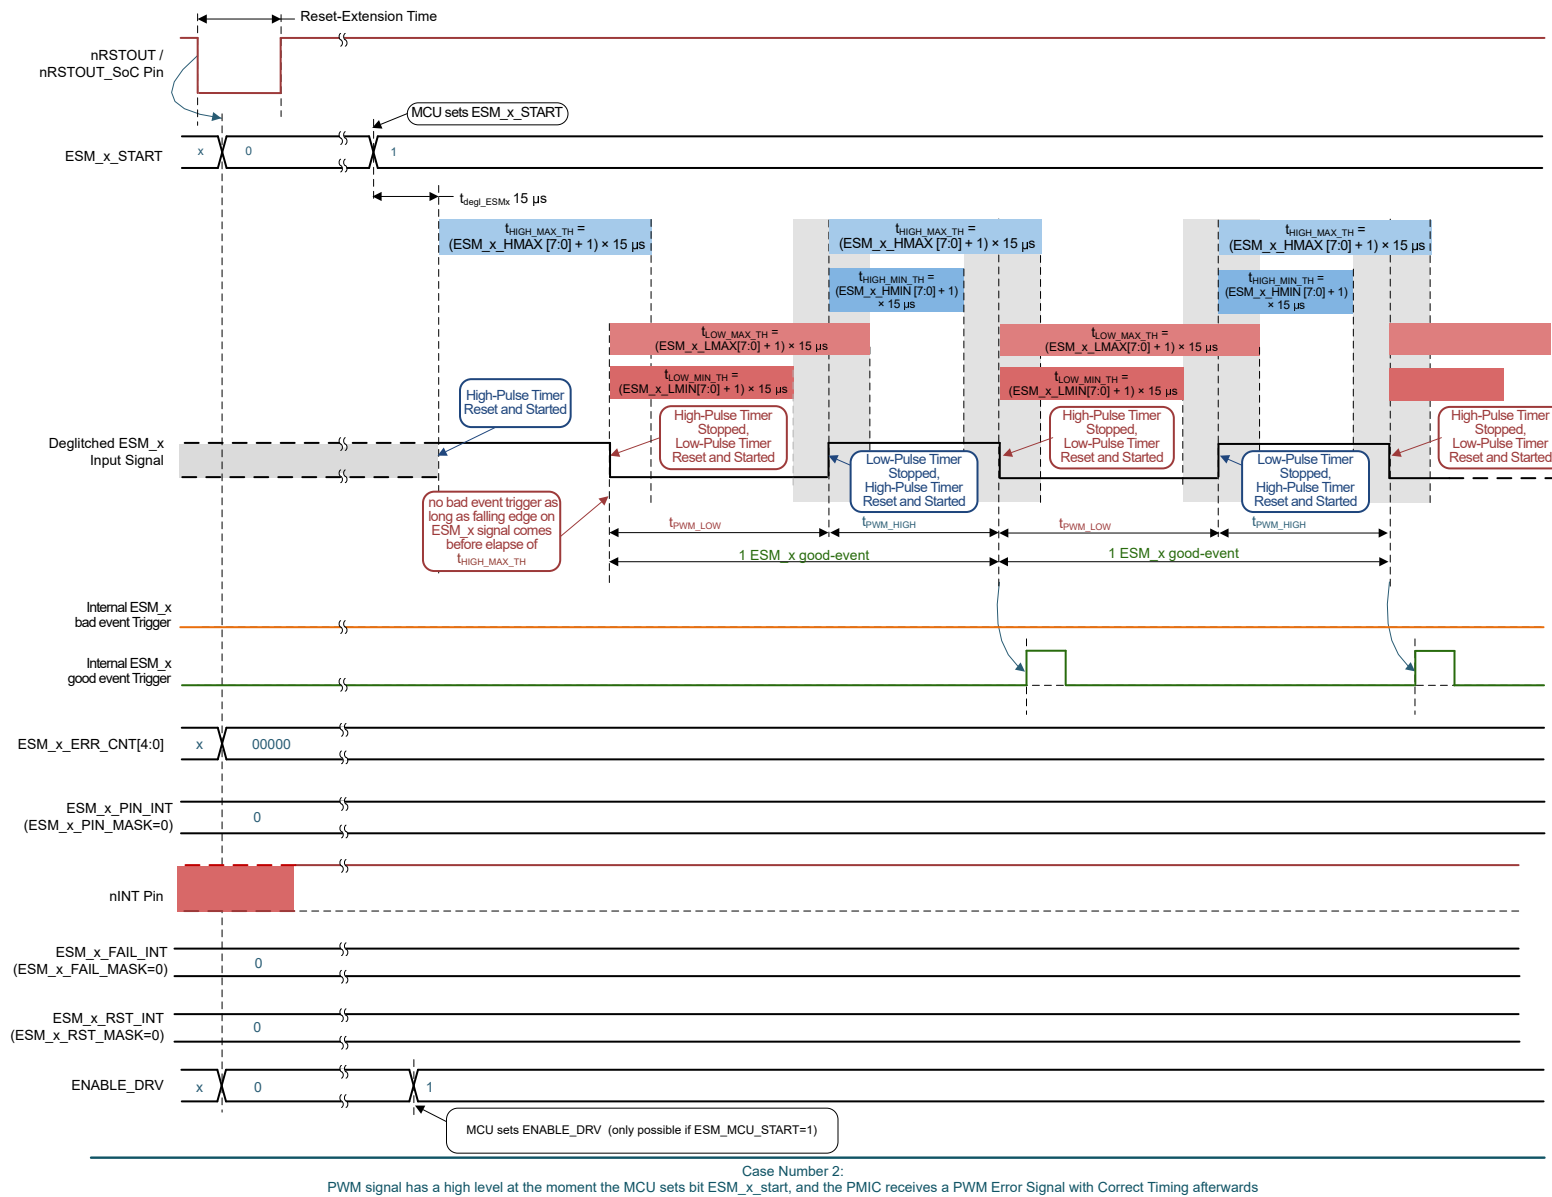 Reset-Extension Time
nRSTOUT /
nRSTOUT_SoC Pin
MCU sets ESM_x_START
ESM_x_START
x
0
1
tdegl_ESMx 15 µs
tHIGH_MAX_TH =
(ESM_x_HMAX [7:0] + 1) × 15 µs
tHIGH_MAX_TH =
(ESM_x_HMAX [7:0] + 1) × 15 µs
tHIGH_MAX_TH =
(ESM_x_HMAX [7:0] + 1) × 15 µs
tHIGH_MIN_TH =
(ESM_x_HMIN [7:0] + 1)
× 15 µs
tHIGH_MIN_TH =
(ESM_x_HMIN [7:0] + 1)
× 15 µs
tLOW_MAX_TH =
(ESM_x_LMAX[7:0] + 1) × 15 µs
tLOW_MAX_TH =
(ESM_x_LMAX[7:0] + 1) × 15 µs
tLOW_MIN_TH =
(ESM_x_LMIN[7:0] + 1) × 15 µs
tLOW_MIN_TH =
(ESM_x_LMIN[7:0] + 1) × 15 µs
High-Pulse Timer
Reset and Started
High-Pulse Timer
Stopped,
Low-Pulse Timer
Reset and Started
High-Pulse Timer
Stopped,
Low-Pulse Timer
Reset and Started
High-Pulse Timer
Stopped,
Low-Pulse Timer
Reset and Started
Deglitched ESM_x
Input Signal
Low-Pulse Timer
Stopped,
High-Pulse Timer
Reset and Started
Low-Pulse Timer
Stopped,
High-Pulse Timer
Reset and Started
no bad event trigger as
long as falling edge on
ESM_x signal comes
before elapse of
tHIGH_MAX_TH
tPWM_LOW
tPWM_HIGH
tPWM_LOW
tPWM_HIGH
1 ESM_x good-event
1 ESM_x good-event
Internal ESM_x
bad event Trigger
Internal ESM_x
good event Trigger
ESM_x_ERR_CNT[4:0]
x
00000
ESM_x_PIN_INT
(ESM_x_PIN_MASK=0)
0
nINT Pin
ESM_x_FAIL_INT
(ESM_x_FAIL_MASK=0)
0
ESM_x_RST_INT
(ESM_x_RST_MASK=0)
0
ENABLE_DRV
x
0
1
MCU sets ENABLE_DRV (only possible if ESM_MCU_START=1)
Case Number 2:
PWM signal has a high level at the moment the MCU sets bit ESM_x_start, and the PMIC receives a PWM Error Signal with Correct Timing afterwards